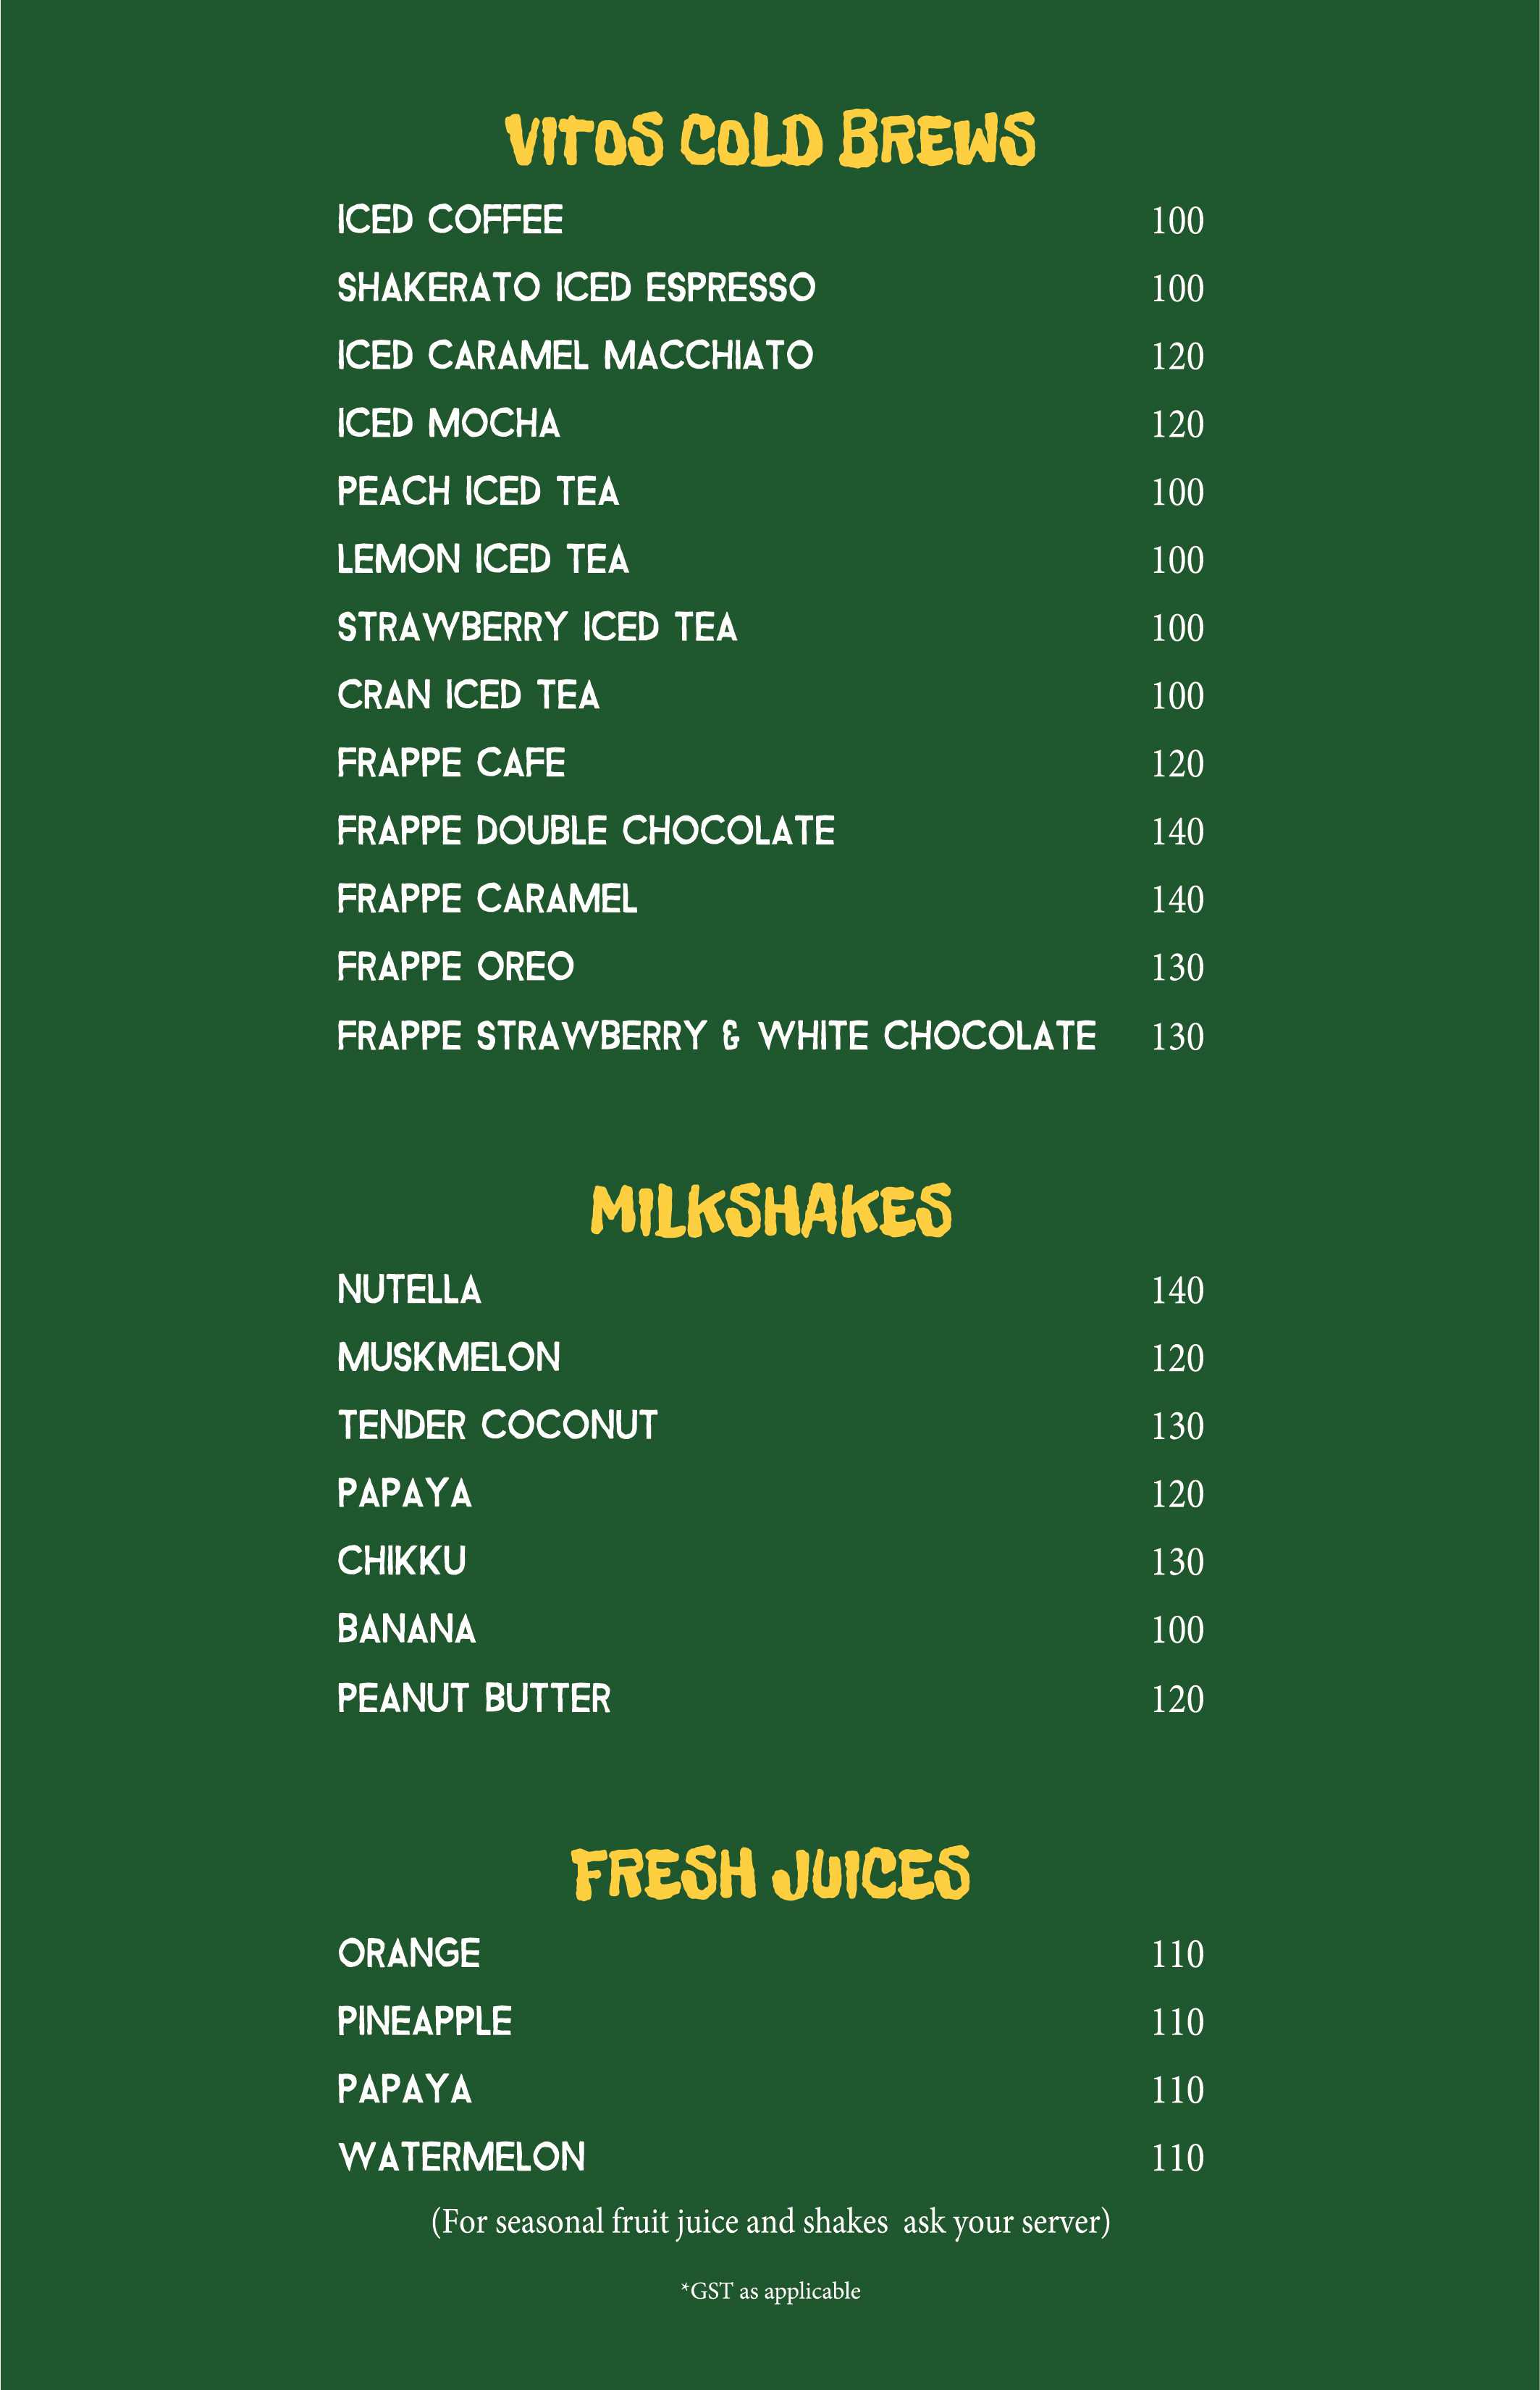 VITOS COLD BREWS
ICED COFFEE 100
SHAKERATO ICED ESPRESSO 100
ICED CARAMEL MACCHIATO 120
ICED MOCHA 120
PEACH ICED TEA 100
LEMON ICED TEA 100
STRAWBERRY ICED TEA 100
CRAN ICED TEA 100
FRAPPE CAFE 120
FRAPPE DOUBLE CHOCOLATE 140
FRAPPE CARAMEL 140
FRAPPE OREO 130
FRAPPE STRAWBERRY & WHITE CHOCOLATE 130
MILKSHAKES
NUTELLA 140
MUSKMELON 120
TENDER COCONUT 130
PAPAYA 120
CHIKKU 130
BANANA 100
PEANUT BUTTER 120
FRESH JUICES
ORANGE 110
PINEAPPLE 110
PAPAYA 110
WATERMELON 110
(For seasonal fruit juice and shakes  ask your server)
*GST as applicable